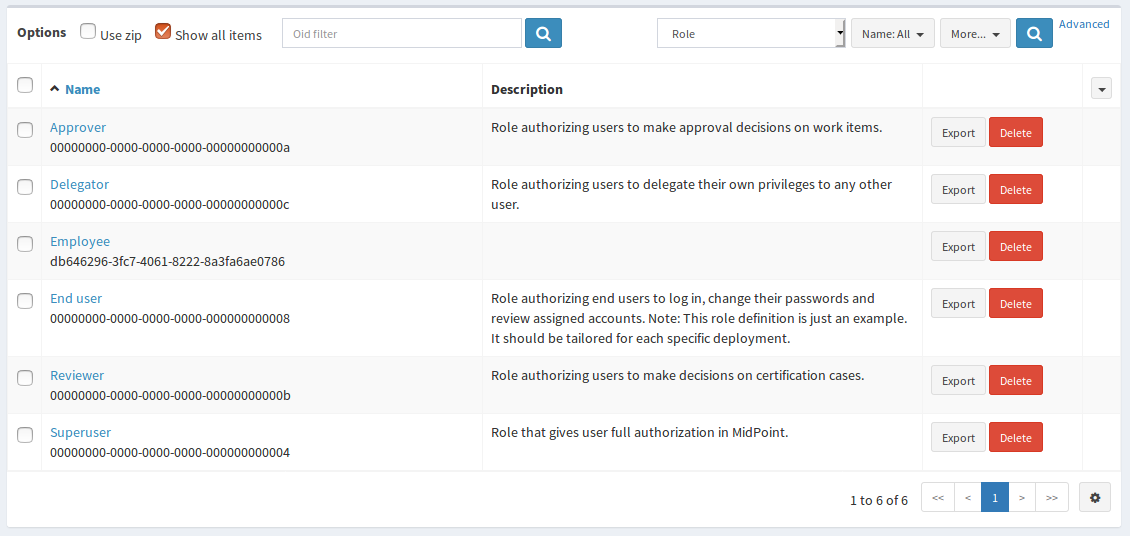 Options Use zip Show all items Oid filter Role Name: All More... Advanced
Name Description
Approver
00000000-0000-0000-0000-00000000000a
Role authorizing users to make approval decisions on work items.
Export Delete
Delegator
00000000-0000-0000-0000-00000000000c
Role authorizing users to delegate their own privileges to any other
user.
Export Delete
Employee
db646296-3fc7-4061-8222-8a3fa6ae0786
Export Delete
End user
00000000-0000-0000-0000-000000000008
Role authorizing end users to log in, change their passwords and
review assigned accounts. Note: This role definition is just an example.
It should be tailored for each specific deployment.
Export Delete
Reviewer
00000000-0000-0000-0000-00000000000b
Role authorizing users to make decisions on certification cases.
Export Delete
Superuser
00000000-0000-0000-0000-000000000004
Role that gives user full authorization in MidPoint.
Export Delete
1 to 6 of 6 << < 1 > >>